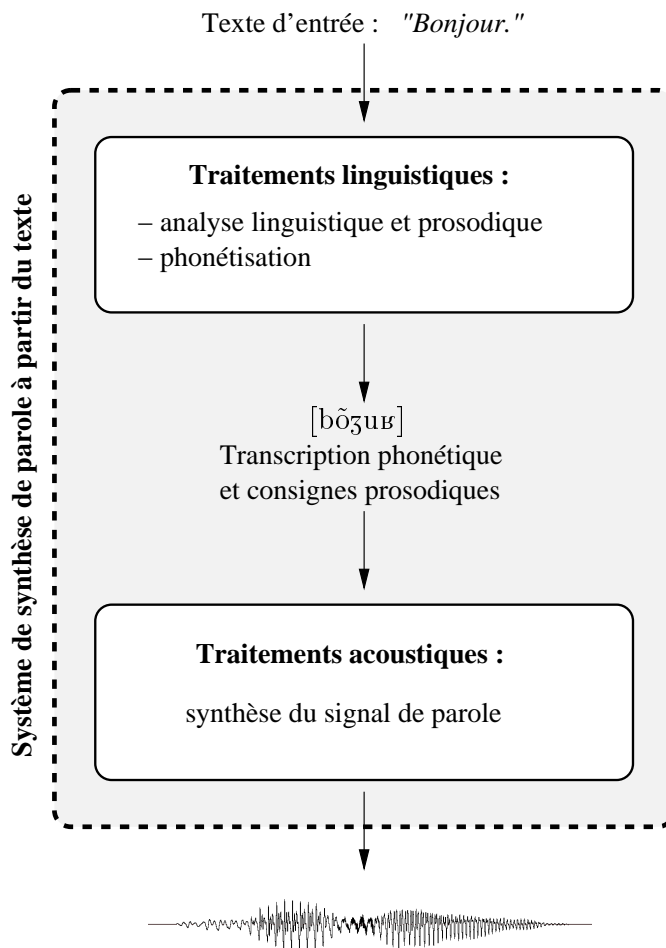 Texte d'entrée : "Bonjour."
Système de synthèse de parole à partir du texte
Traitements linguistiques :
– analyse linguistique et prosodique
– phonétisation
[bõʒuʁ]
Transcription phonétique
et consignes prosodiques
Traitements acoustiques :
synthèse du signal de parole